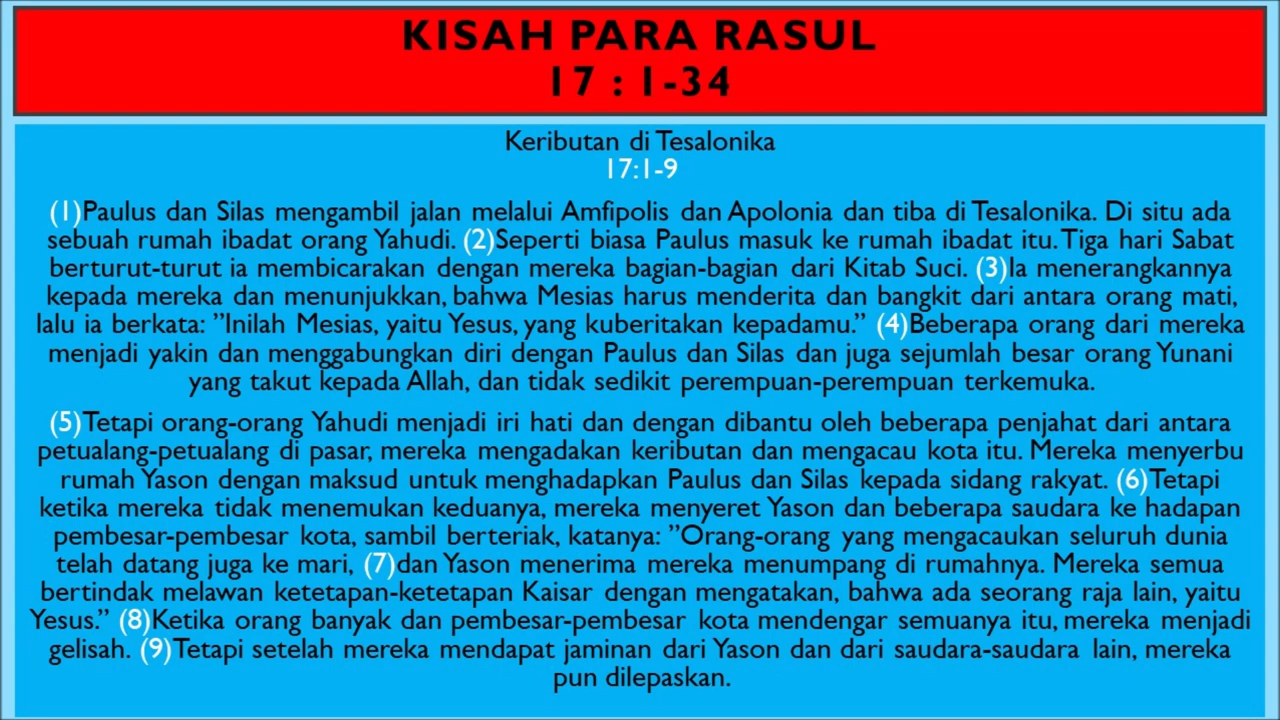 KISAH PARA RASUL
17 : 1-34
Keributan di Tesalonika
17:1-9
(1)Paulus dan Silas mengambil jalan melalui Amfipolis dan Apolonia dan tiba di Tesalonika. Di situ ada
sebuah rumah ibadat orang Yahudi. (2)Seperti biasa Paulus masuk ke rumah ibadat itu. Tiga hari Sabat
berturut-turut ia membicarakan dengan mereka bagian-bagian dari Kitab Suci. (3)Ia menerangkannya
kepada mereka dan menunjukkan, bahwa Mesias harus menderita dan bangkit dari antara orang mati,
lalu ia berkata: ”Inilah Mesias, yaitu Yesus, yang kuberitakan kepadamu.” (4)Beberapa orang dari mereka
menjadi yakin dan menggabungkan diri dengan Paulus dan Silas dan juga sejumlah besar orang Yunani
yang takut kepada Allah, dan tidak sedikit perempuan-perempuan terkemuka.
(5)Tetapi orang-orang Yahudi menjadi iri hati dan dengan dibantu oleh beberapa penjahat dari antara
petualang-petualang di pasar, mereka mengadakan keributan dan mengacau kota itu. Mereka menyerbu
rumah Yason dengan maksud untuk menghadapkan Paulus dan Silas kepada sidang rakyat. (6)Tetapi
ketika mereka tidak menemukan keduanya, mereka menyeret Yason dan beberapa saudara ke hadapan
pembesar-pembesar kota, sambil berteriak, katanya: ”Orang-orang yang mengacaukan seluruh dunia
telah datang juga ke mari, (7)dan Yason menerima mereka menumpang di rumahnya. Mereka semua
bertindak melawan ketetapan-ketetapan Kaisar dengan mengatakan, bahwa ada seorang raja lain, yaitu
Yesus.” (8)Ketika orang banyak dan pembesar-pembesar kota mendengar semuanya itu, mereka menjadi
gelisah. (9)Tetapi setelah mereka mendapat jaminan dari Yason dan dari saudara-saudara lain, mereka
pun dilepaskan.